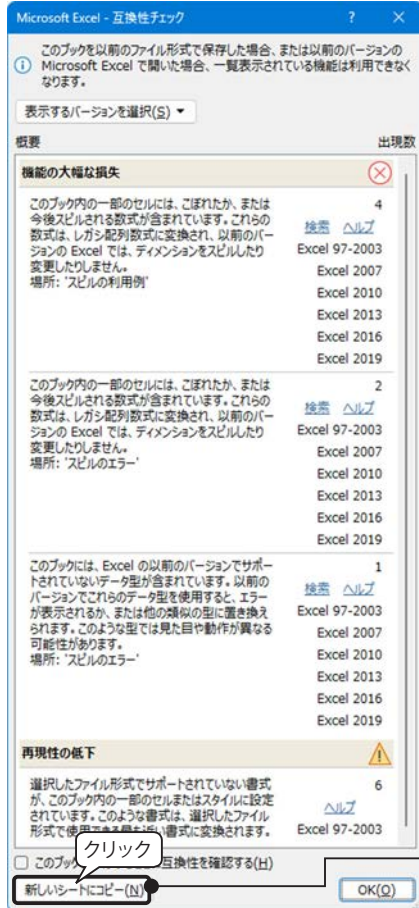 Microsoft Excel - 互換性チェック ? ×
このブックを以前のファイル形式で保存した場合、または以前のバージョンの
Microsoft Excel で開いた場合、一覧表示されている機能は利用できなく
なります。
表示するバージョンを選択(S)
概要 出現数
機能の大幅な損失
このブック内の一部のセルには、こぼれたか、または
今後スピルされる数式が含まれています。これらの
数式は、レガシ配列数式に変換され、以前のバー
ジョンの Excel では、ディメンションをスピルしたり
変更したりしません。
場所: 'スピルの利用例'
4
検索 ヘルプ
Excel 97-2003
Excel 2007
Excel 2010
Excel 2013
Excel 2016
Excel 2019
このブック内の一部のセルには、こぼれたか、または
今後スピルされる数式が含まれています。これらの
数式は、レガシ配列数式に変換され、以前のバー
ジョンの Excel では、ディメンションをスピルしたり
変更したりしません。
場所: 'スピルのエラー'
2
検索 ヘルプ
Excel 97-2003
Excel 2007
Excel 2010
Excel 2013
Excel 2016
Excel 2019
このブックには、Excel の以前のバージョンでサポー
トされていないデータ型が含まれています。以前の
バージョンでこれらのデータ型を使用すると、エラー
が表示されるか、または他の類似の型に置き換え
られます。このような型では見た目や動作が異なる
可能性があります。
場所: 'スピルのエラー'
1
検索 ヘルプ
Excel 97-2003
Excel 2007
Excel 2010
Excel 2013
Excel 2016
Excel 2019
再現性の低下
選択したファイル形式でサポートされていない書式
が、このブック内の一部のセルまたはスタイルに設定
されています。このような書式は、選択したファイル
形式で使用できる最も近い書式に変換されます。
6
ヘルプ
Excel 97-2003
クリック
このブック 互換性を確認する(H)
新しいシートにコピー(N) OK(O)